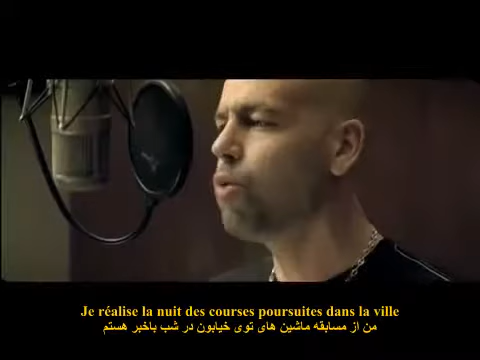 Je réalise la nuit des courses poursuites dans la ville
من از مسابقه ماشین های توی خیابون در شب باخبر هستم